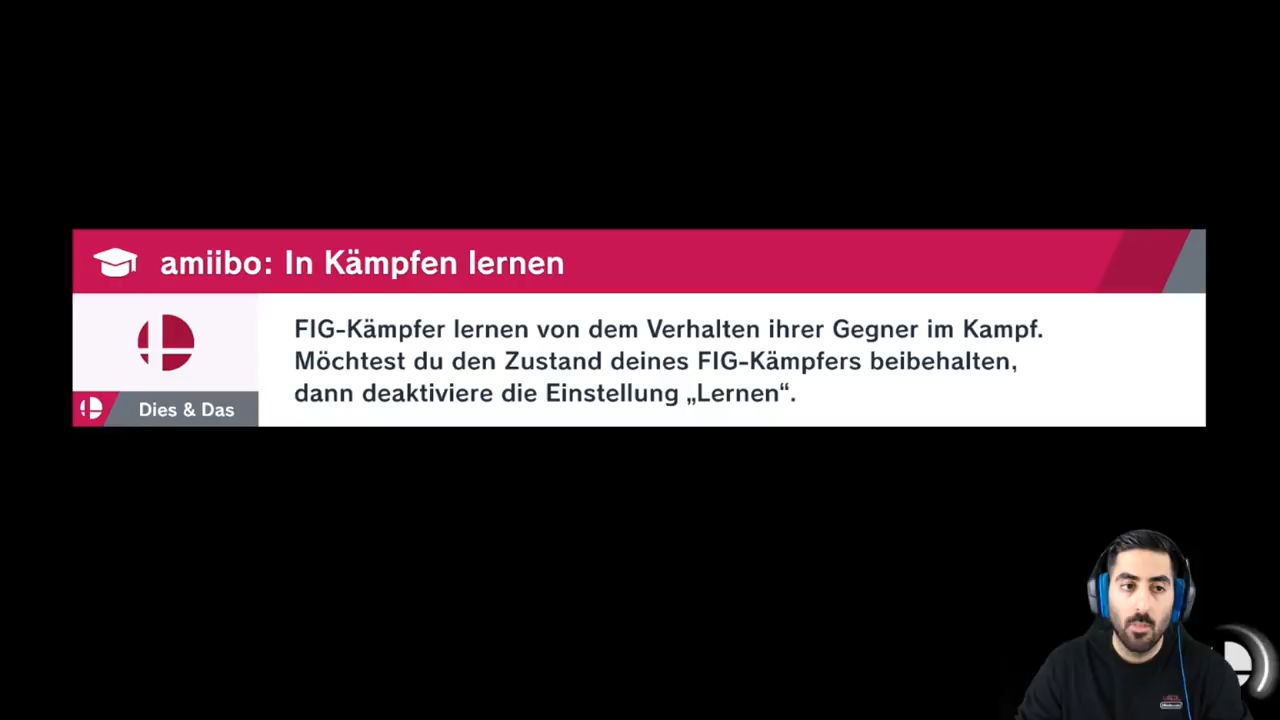 amiibo: In Kämpfen lernen
FIG-Kämpfer lernen von dem Verhalten ihrer Gegner im Kampf.
Möchtest du den Zustand deines FIG-Kämpfers beibehalten,
dann deaktiviere die Einstellung „Lernen“.
Dies & Das